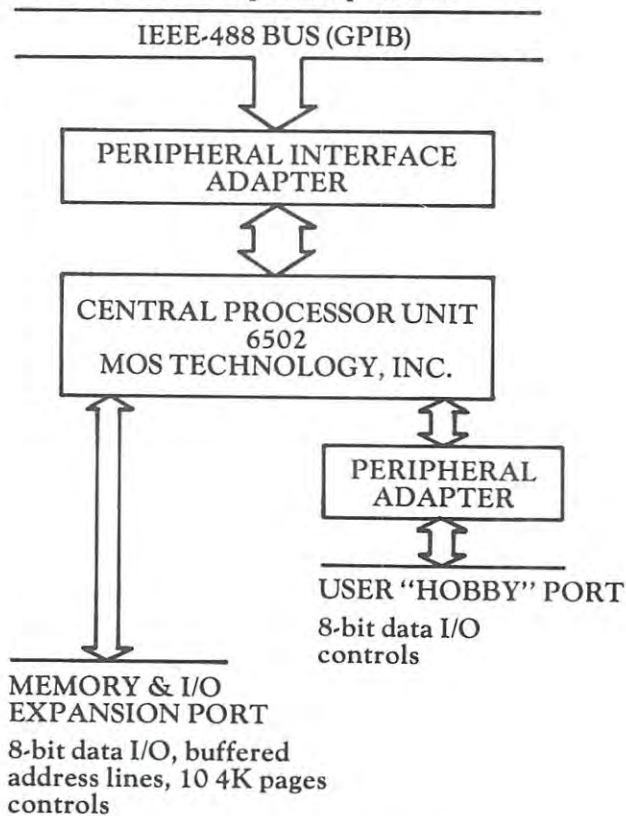 IEEE-488 BUS (GPIB)
PERIPHERAL INTERFACE
ADAPTER
CENTRAL PROCESSOR UNIT
6502
MOS TECHNOLOGY, INC.
PERIPHERAL
ADAPTER
USER “HOBBY” PORT
8-bit data I/O
controls
MEMORY & I/O
EXPANSION PORT
8-bit data I/O, buffered
address lines, 10 4K pages
controls